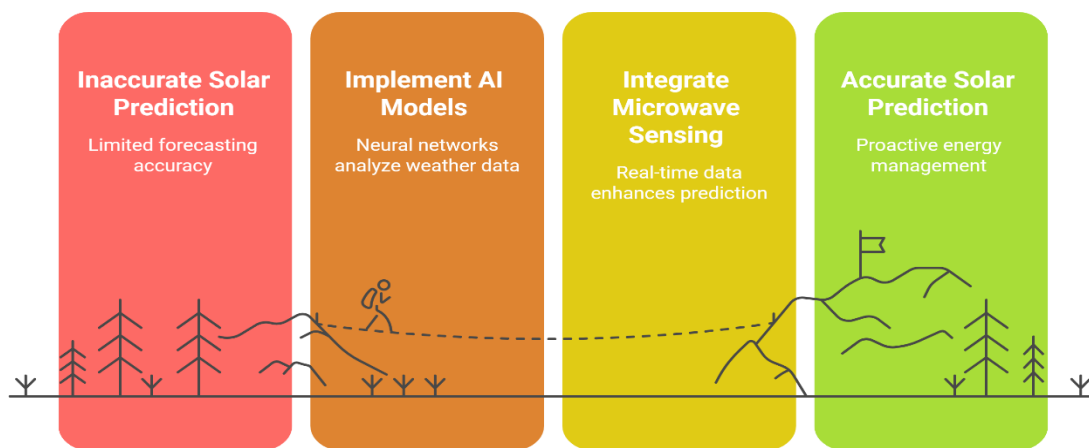 Inaccurate Solar
Prediction
Limited forecasting
accuracy
Implement AI
Models
Neural networks
analyze weather data
Integrate
Microwave
Sensing
Real-time data
enhances prediction
Accurate Solar
Prediction
Proactive energy
management